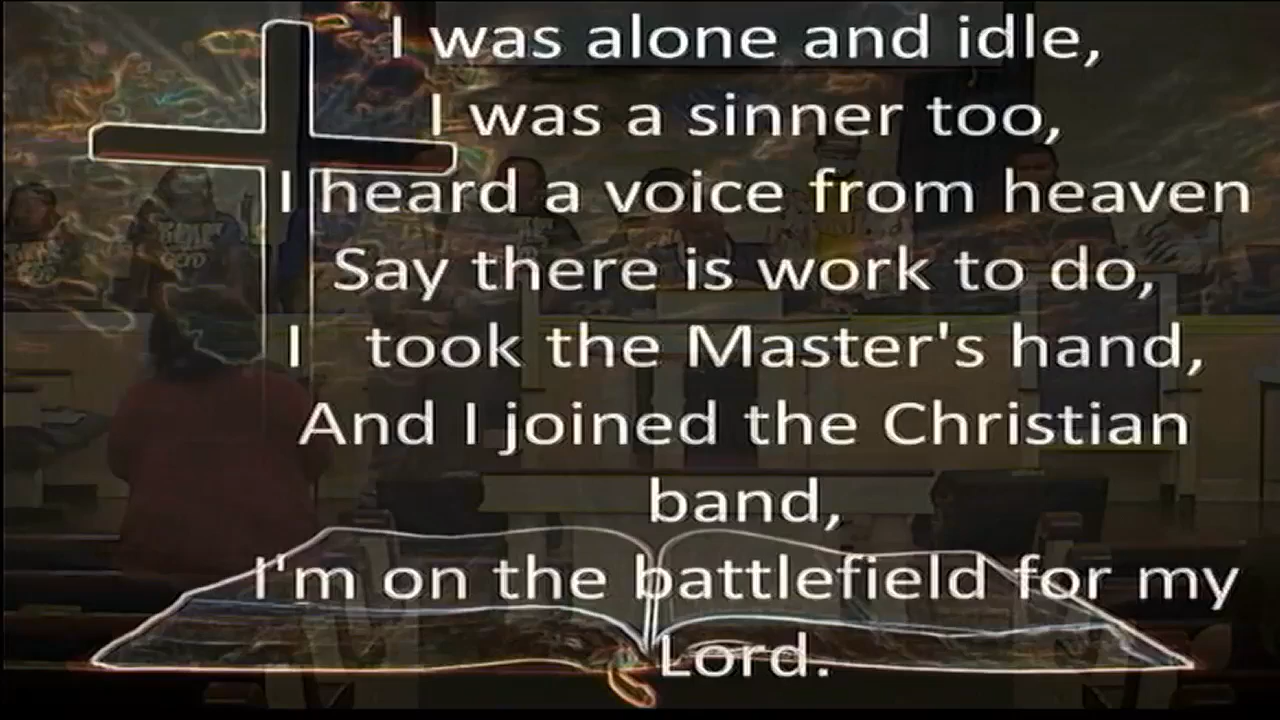 I was alone and idle,
I was a sinner too,
I heard a voice from heaven
Say there is work to do,
I took the Master's hand,
And I joined the Christian
band,
I'm on the battlefield for my
Lord.